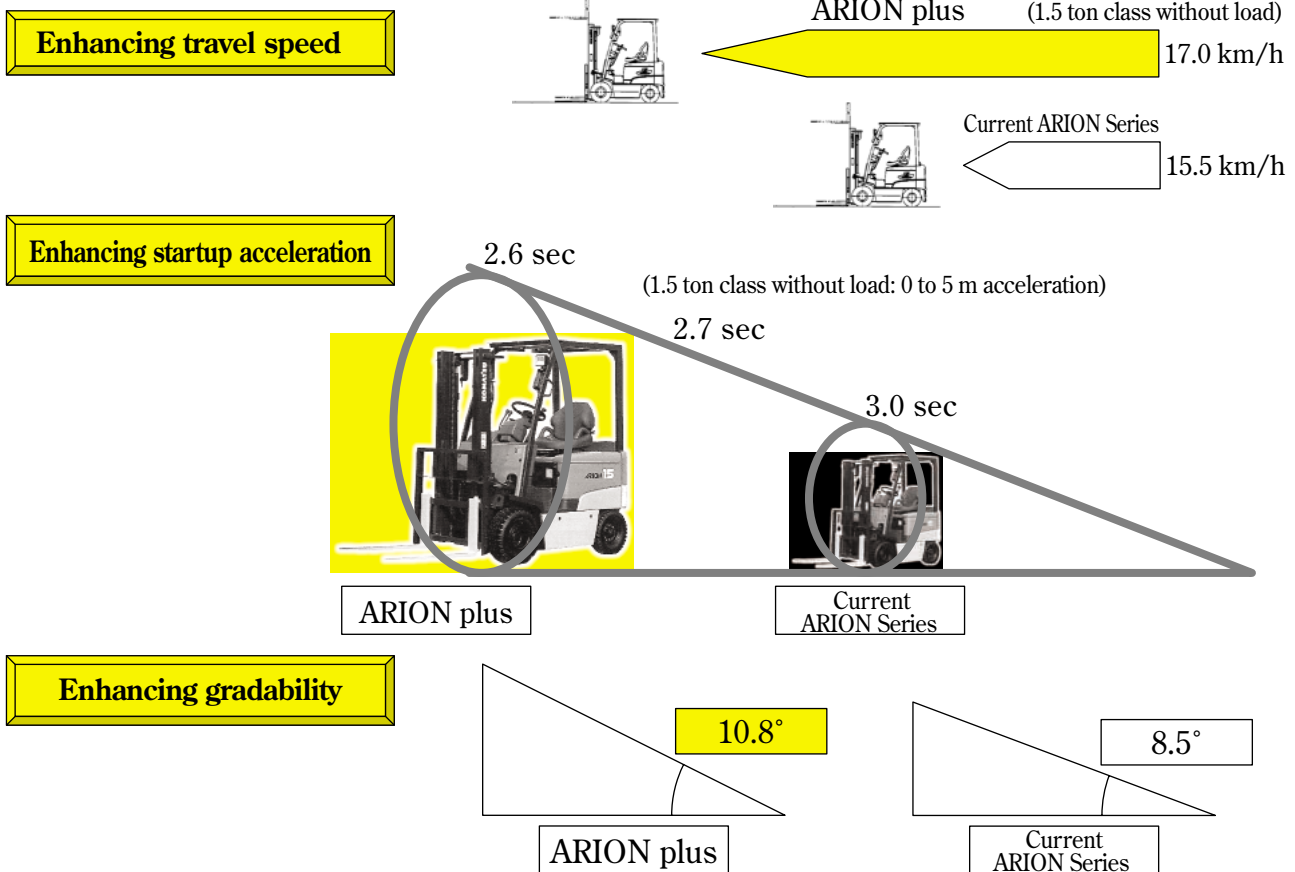 Enhancing travel speed
ARION plus (1.5 ton class without load)
17.0 km/h
Current ARION Series
15.5 km/h
Enhancing startup acceleration
2.6 sec
(1.5 ton class without load: 0 to 5 m acceleration)
2.7 sec
3.0 sec
KOMATSU
ARION 15
ARION plus
Current
ARION Series
Enhancing gradability
10.8°
8.5°
ARION plus
Current
ARION Series